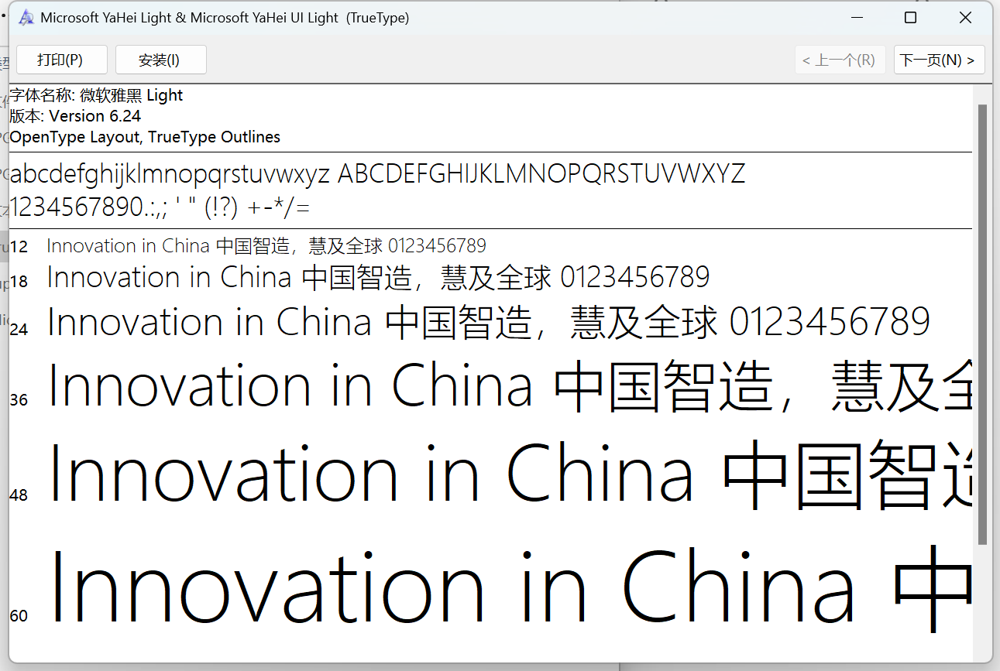 Microsoft YaHei Light & Microsoft YaHei UI Light (TrueType)
打印(P) 安装(I) < 上一个(R) 下一页(N) >
字体名称: 微软雅黑 Light
版本: Version 6.24
OpenType Layout, TrueType Outlines
abcdefghijklmnopqrstuvwxyz ABCDEFGHIJKLMNOPQRSTUVWXYZ
1234567890.:,; ' " (!?) +-*/=
12 Innovation in China 中国智造，慧及全球 0123456789
18 Innovation in China 中国智造，慧及全球 0123456789
24 Innovation in China 中国智造，慧及全球 0123456789
36 Innovation in China 中国智造，慧及全
48 Innovation in China 中国智造
60 Innovation in China 中